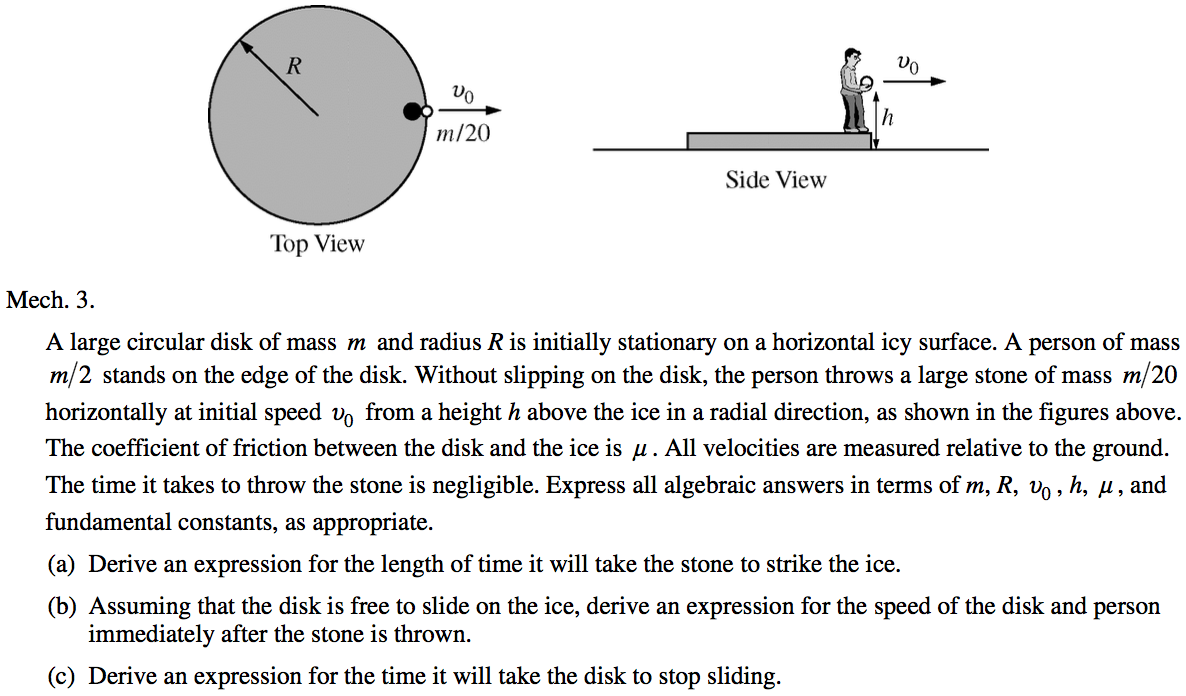 R
υ₀
m/20
Top View
υ₀
h
Side View
Mech. 3.
A large circular disk of mass m and radius R is initially stationary on a horizontal icy surface. A person of mass
m/2 stands on the edge of the disk. Without slipping on the disk, the person throws a large stone of mass m/20
horizontally at initial speed υ₀ from a height h above the ice in a radial direction, as shown in the figures above.
The coefficient of friction between the disk and the ice is μ. All velocities are measured relative to the ground.
The time it takes to throw the stone is negligible. Express all algebraic answers in terms of m, R, υ₀, h, μ, and
fundamental constants, as appropriate.
(a) Derive an expression for the length of time it will take the stone to strike the ice.
(b) Assuming that the disk is free to slide on the ice, derive an expression for the speed of the disk and person
immediately after the stone is thrown.
(c) Derive an expression for the time it will take the disk to stop sliding.